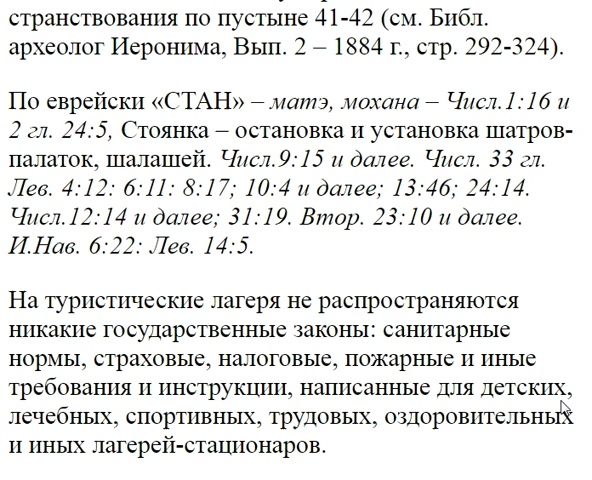 странствования по пустыне 41-42 (см. Библ.
археолог Иеронима, Вып. 2 – 1884 г., стр. 292-324).
По еврейски «СТАН» – матэ, мохана – Числ.1:16 и
2 гл. 24:5, Стоянка – остановка и установка шатров-
палаток, шалашей. Числ.9:15 и далее. Числ. 33 гл.
Лев. 4:12: 6:11: 8:17; 10:4 и далее; 13:46; 24:14.
Числ.12:14 и далее; 31:19. Втор. 23:10 и далее.
И.Нав. 6:22: Лев. 14:5.
На туристические лагеря не распространяются
никакие государственные законы: санитарные
нормы, страховые, налоговые, пожарные и иные
требования и инструкции, написанные для детских,
лечебных, спортивных, трудовых, оздоровительных
и иных лагерей-стационаров.